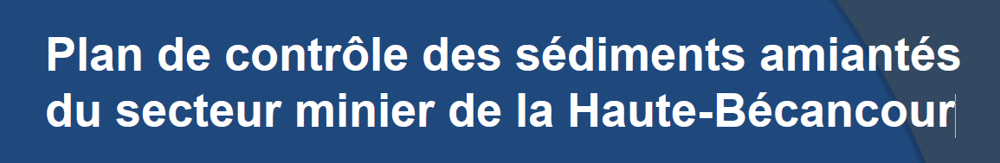 Plan de contrôle des sédiments amiantés
du secteur minier de la Haute-Bécancour